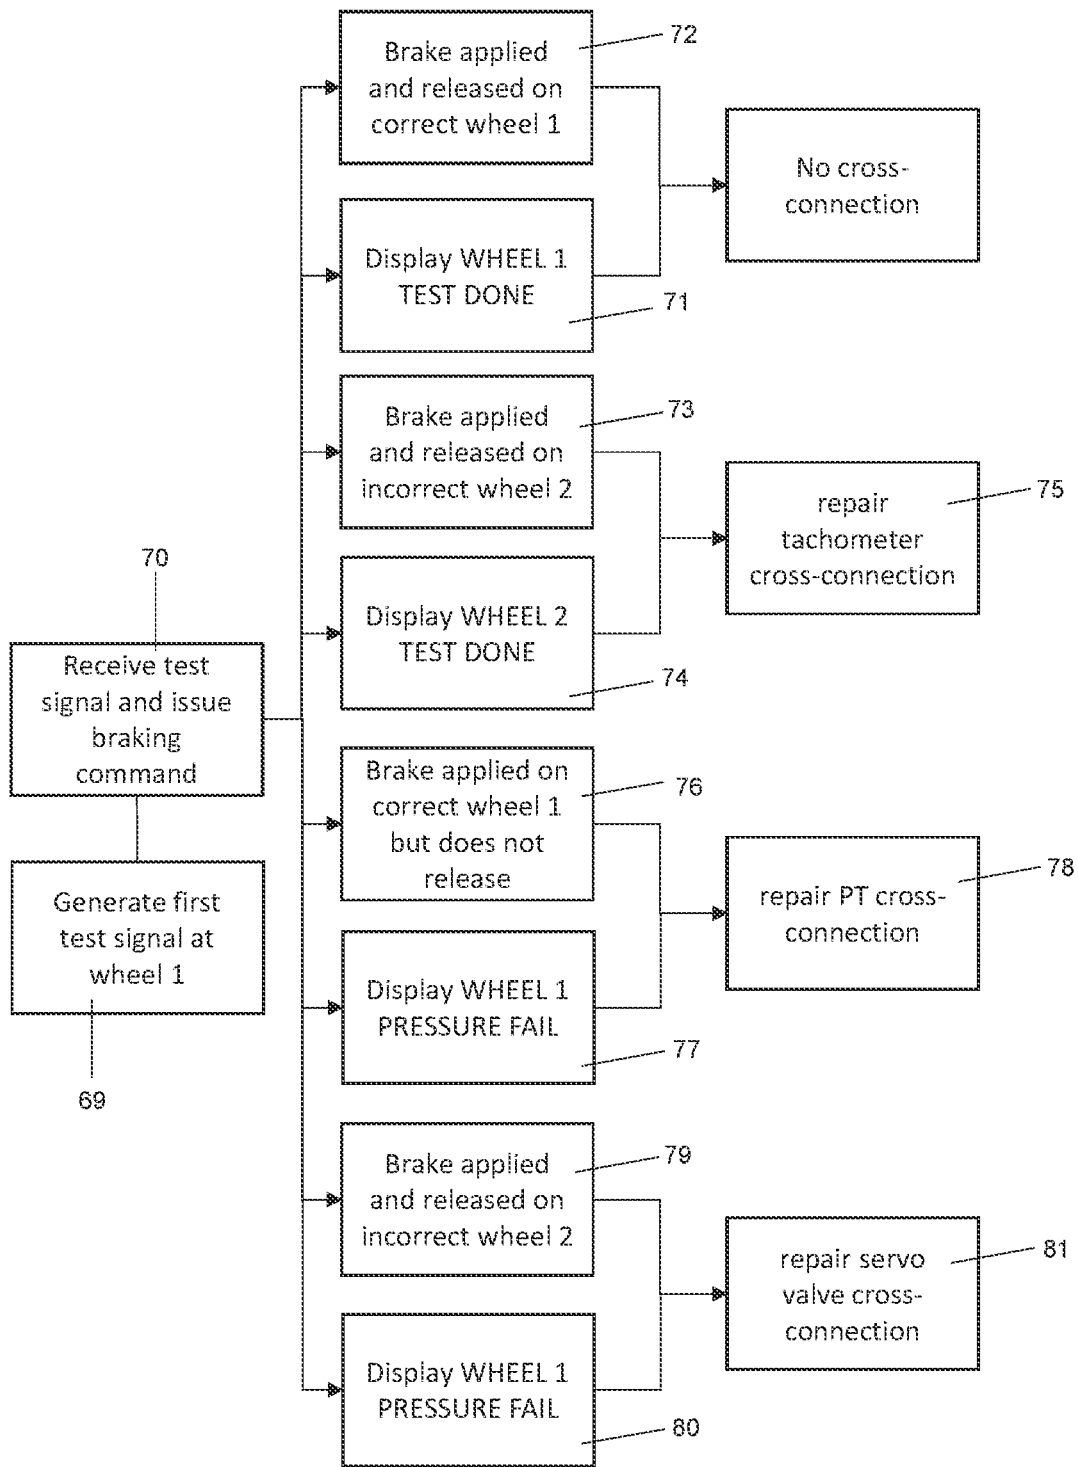 72
Brake applied
and released on
correct wheel 1
No cross-
connection
Display WHEEL 1
TEST DONE
71
73
Brake applied
and released on
incorrect wheel 2
75
repair
tachometer
cross-connection
70
Display WHEEL 2
TEST DONE
74
Receive test
signal and issue
braking
command
Brake applied on
correct wheel 1
but does not
release
76
78
repair PT cross-
connection
Generate first
test signal at
wheel 1
69
Display WHEEL 1
PRESSURE FAIL
77
79
Brake applied
and released on
incorrect wheel 2
81
repair servo
valve cross-
connection
Display WHEEL 1
PRESSURE FAIL
80